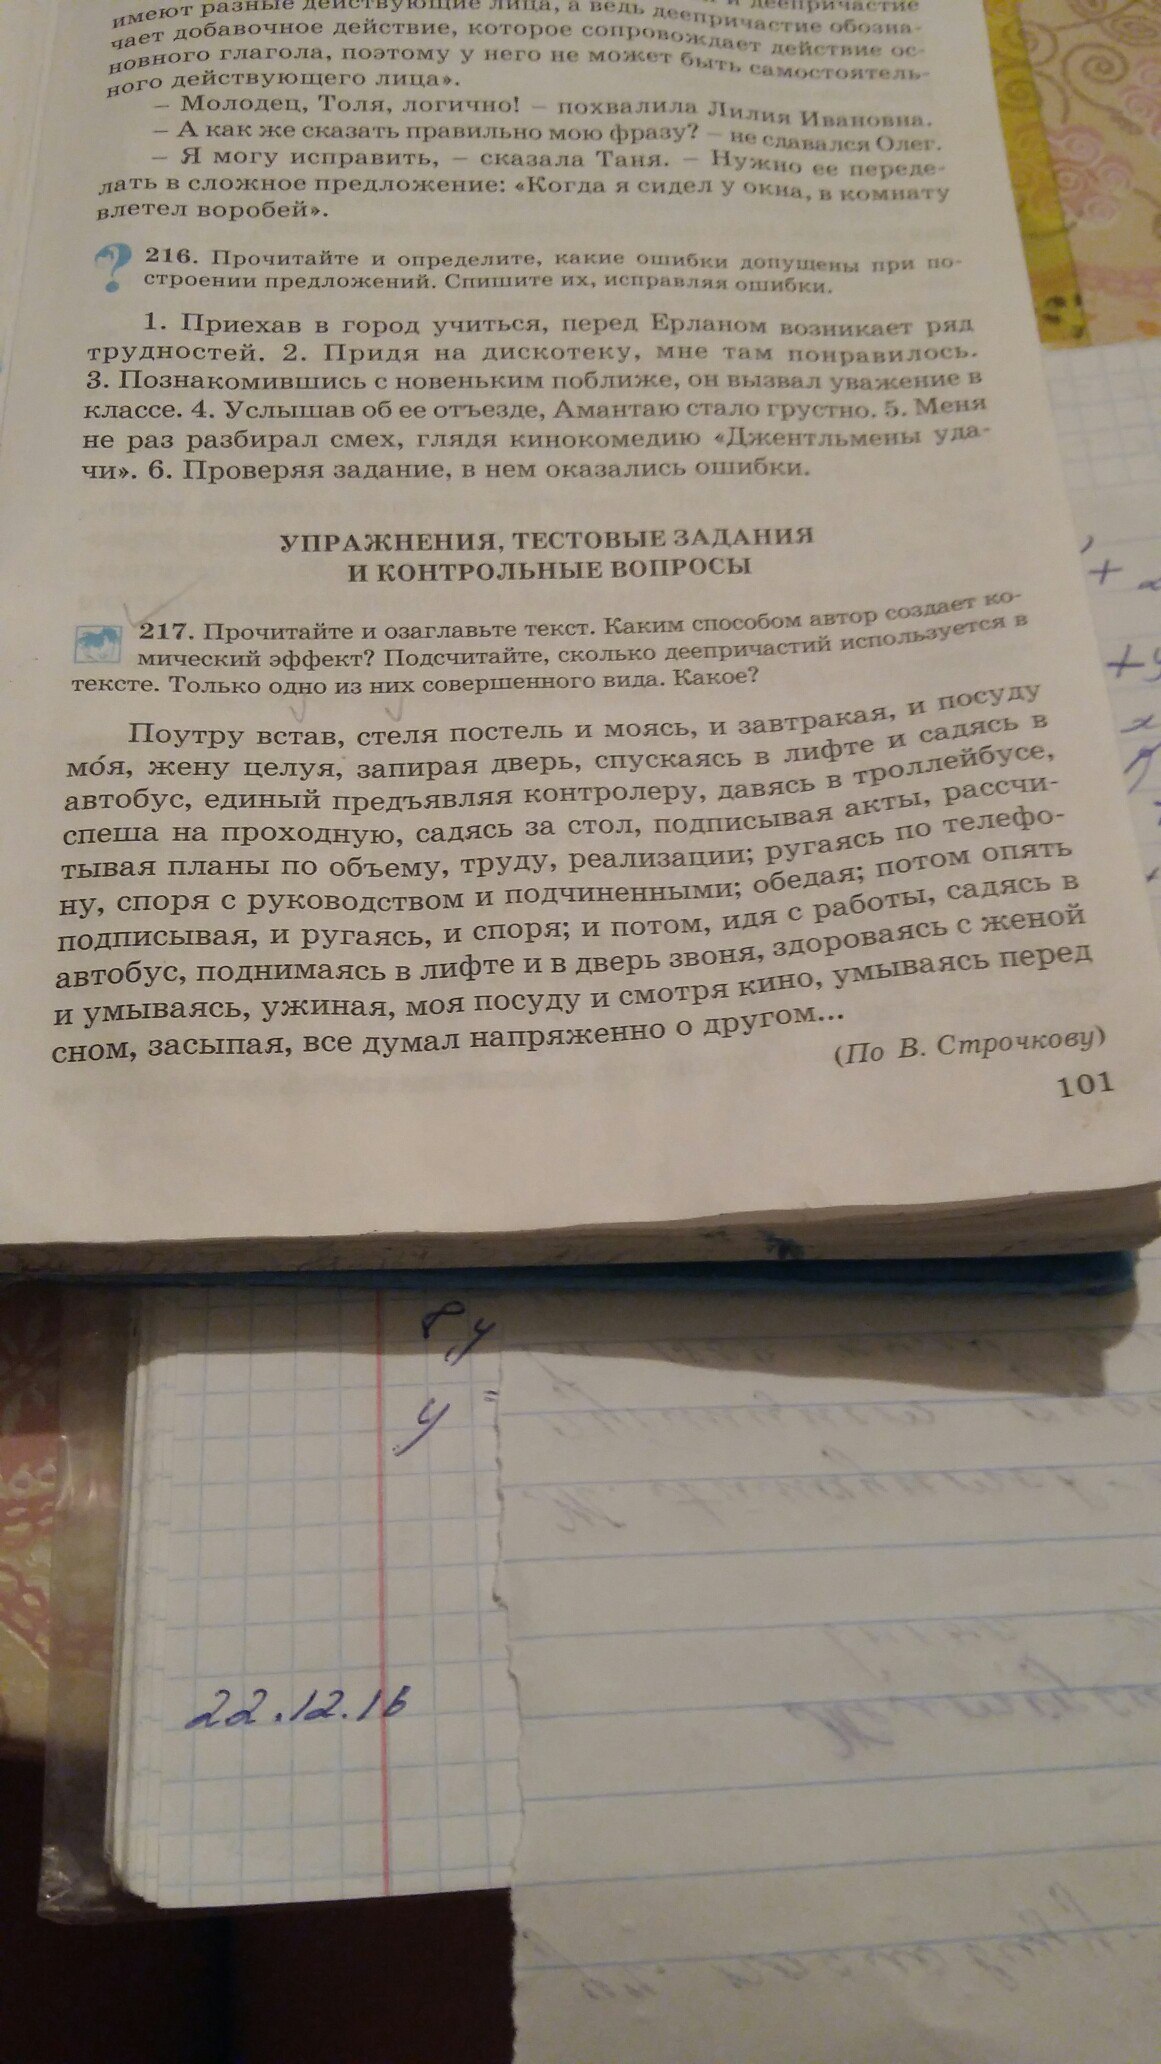 имеют разные действующие лица, а ведь деепричастие обозна-
чает добавочное действие, которое сопровождает действие ос-
новного глагола, поэтому у него не может быть самостоятель-
ного действующего лица».
– Молодец, Толя, логично! – похвалила Лилия Ивановна.
– А как же сказать правильно мою фразу? – не сдавался Олег.
– Я могу исправить, – сказала Таня. – Нужно ее переде-
лать в сложное предложение: «Когда я сидел у окна, в комнату
влетел воробей».
? 216. Прочитайте и определите, какие ошибки допущены при по-
строении предложений. Спишите их, исправляя ошибки.
1. Приехав в город учиться, перед Ерланом возникает ряд
трудностей. 2. Придя на дискотеку, мне там понравилось.
3. Познакомившись с новеньким поближе, он вызвал уважение в
классе. 4. Услышав об ее отъезде, Амантаю стало грустно. 5. Меня
не раз разбирал смех, глядя кинокомедию «Джентльмены уда-
чи». 6. Проверяя задание, в нем оказались ошибки.
УПРАЖНЕНИЯ, ТЕСТОВЫЕ ЗАДАНИЯ
И КОНТРОЛЬНЫЕ ВОПРОСЫ
217. Прочитайте и озаглавьте текст. Каким способом автор создает ко-
мический эффект? Подсчитайте, сколько деепричастий используется в
тексте. Только одно из них совершенного вида. Какое?
Поутру встав, стеля постель и моясь, и завтракая, и посуду
мо́я, жену целуя, запирая дверь, спускаясь в лифте и садясь в
автобус, единый предъявляя контролеру, давясь в троллейбусе,
спеша на проходную, садясь за стол, подписывая акты, рассчи-
тывая планы по объему, труду, реализации; ругаясь по телефо-
ну, споря с руководством и подчиненными; обедая; потом опять
подписывая, и ругаясь, и споря; и потом, идя с работы, садясь в
автобус, поднимаясь в лифте и в дверь звоня, здороваясь с женой
и умываясь, ужиная, моя посуду и смотря кино, умываясь перед
сном, засыпая, все думал напряженно о другом...
(По В. Строчкову)
101
8y
y =
22.12.16